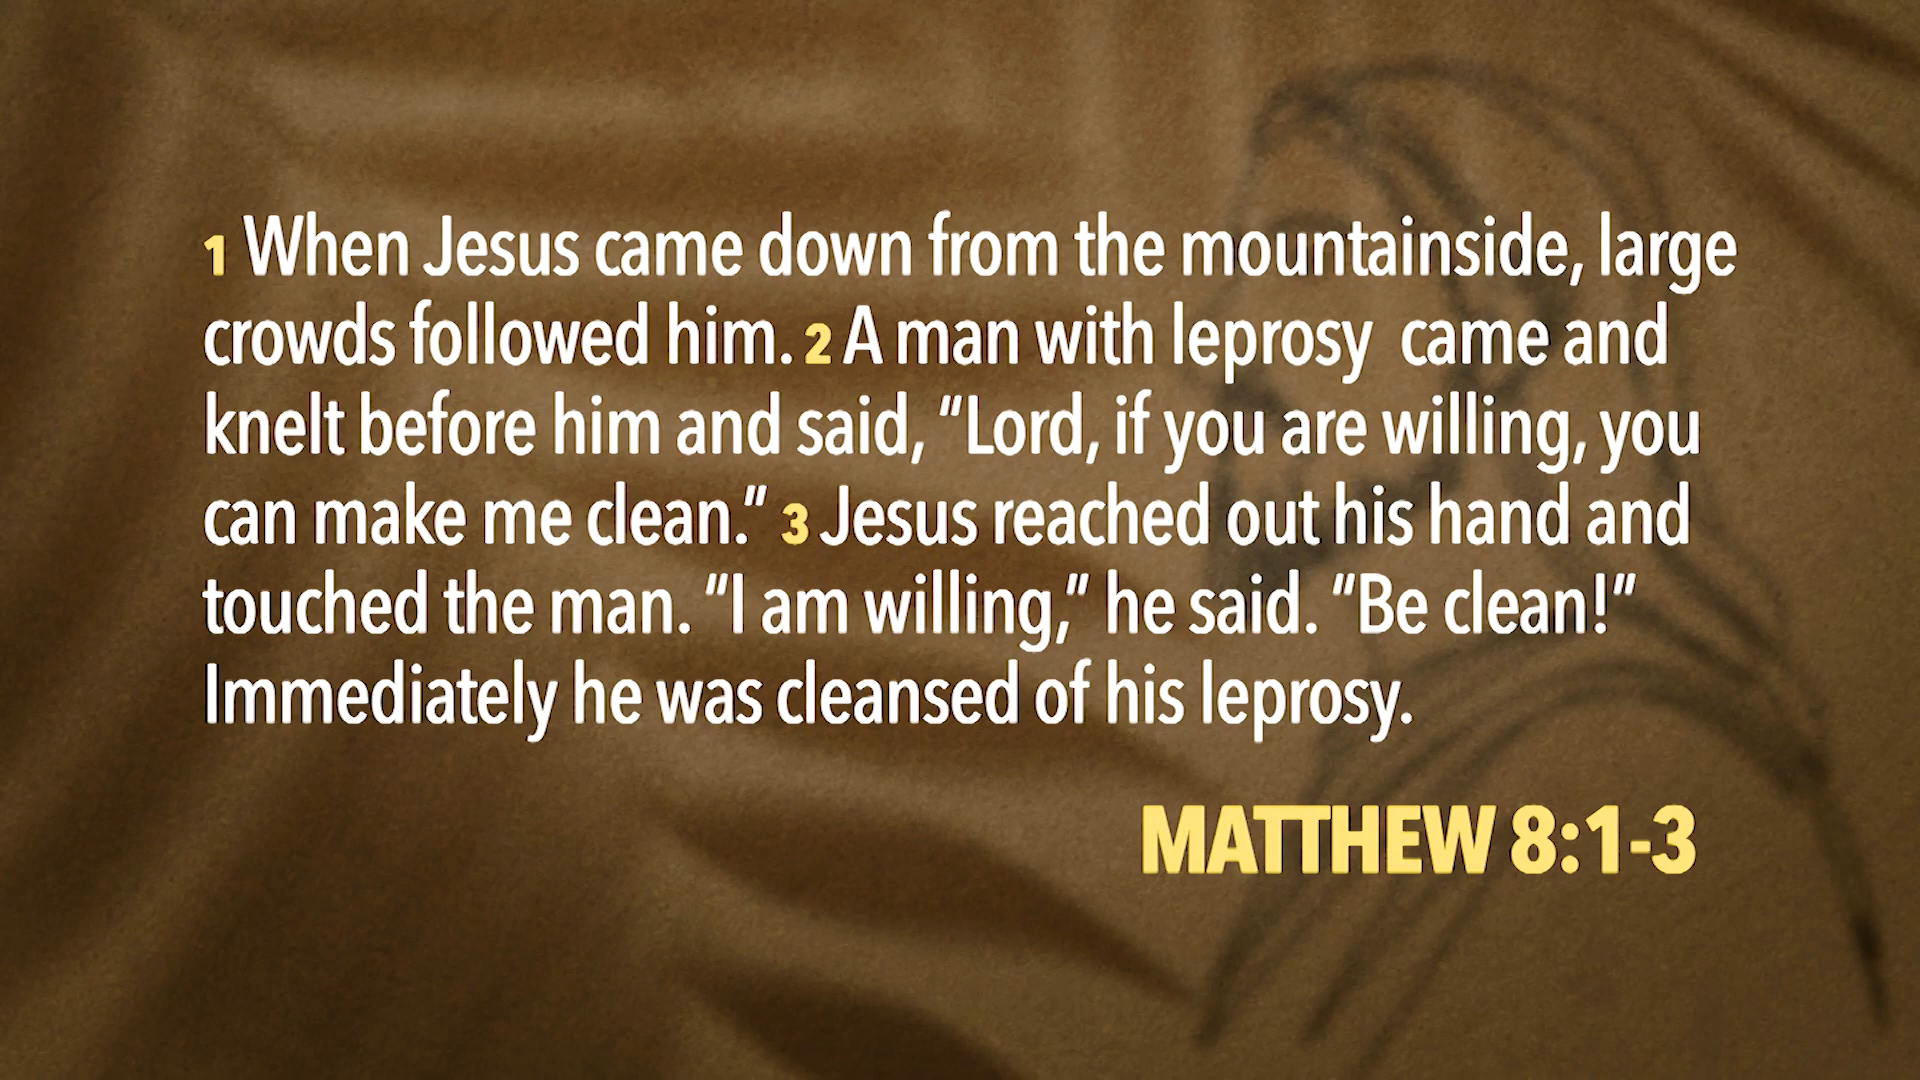 1 When Jesus came down from the mountainside, large
crowds followed him. 2 A man with leprosy  came and
knelt before him and said, “Lord, if you are willing, you
can make me clean.” 3 Jesus reached out his hand and
touched the man. “I am willing,” he said. “Be clean!”
Immediately he was cleansed of his leprosy.
MATTHEW 8:1-3